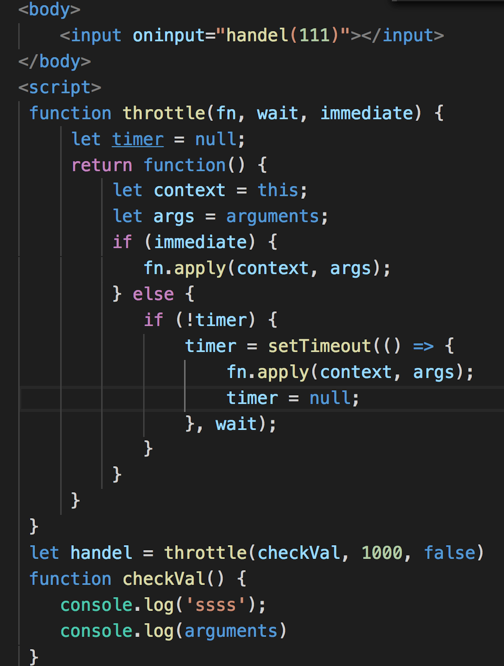 <body>
    <input oninput="handel(111)"></input>
</body>
<script>
 function throttle(fn, wait, immediate) {
     let timer = null;
     return function() {
         let context = this;
         let args = arguments;
         if (immediate) {
            fn.apply(context, args);
         } else {
            if (!timer) {
                timer = setTimeout(() => {
                    fn.apply(context, args);
                    timer = null;
                }, wait);
            }
         }
     }
 }
 let handel = throttle(checkVal, 1000, false)
 function checkVal() {
    console.log('ssss');
    console.log(arguments)
 }